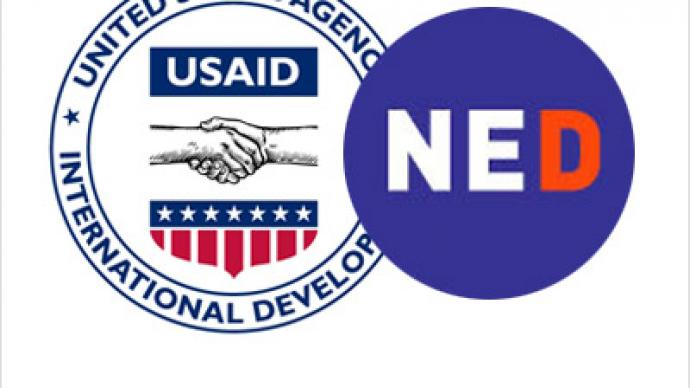 UNITED AGENC
USAID
INTERNATIONAL DEVELOP
NED